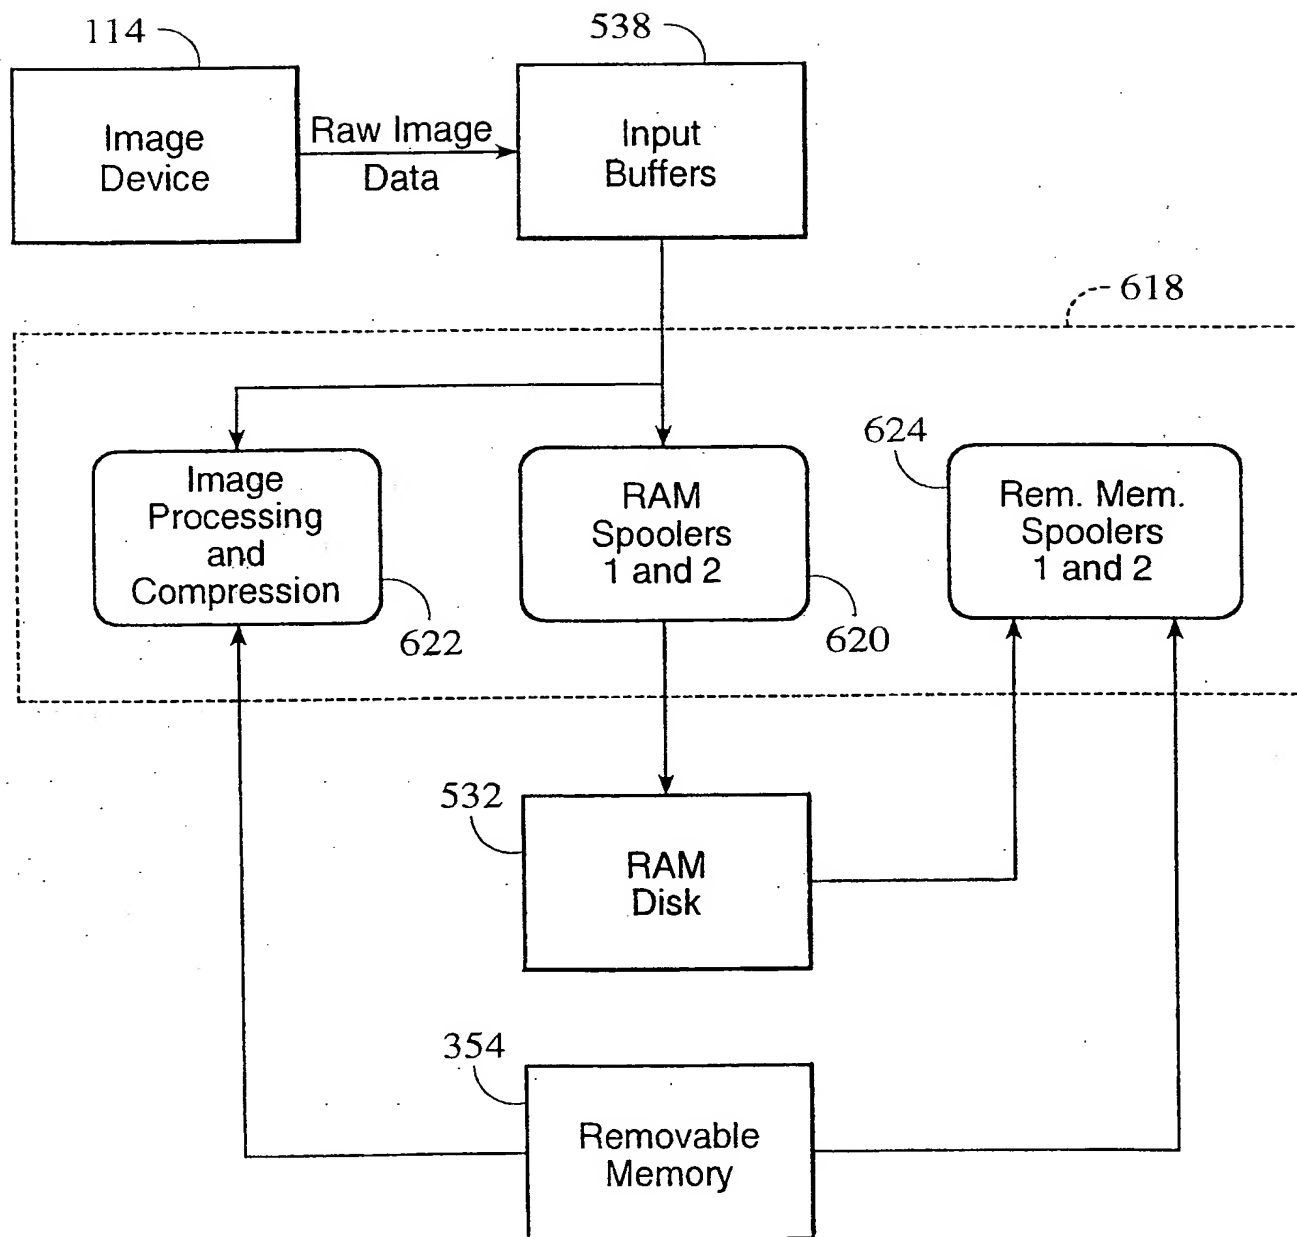 114
538
Image
Device
Raw Image
Data
Input
Buffers
618
Image
Processing
and
Compression
622
RAM
Spoolers
1 and 2
620
624
Rem. Mem.
Spoolers
1 and 2
532
RAM
Disk
354
Removable
Memory